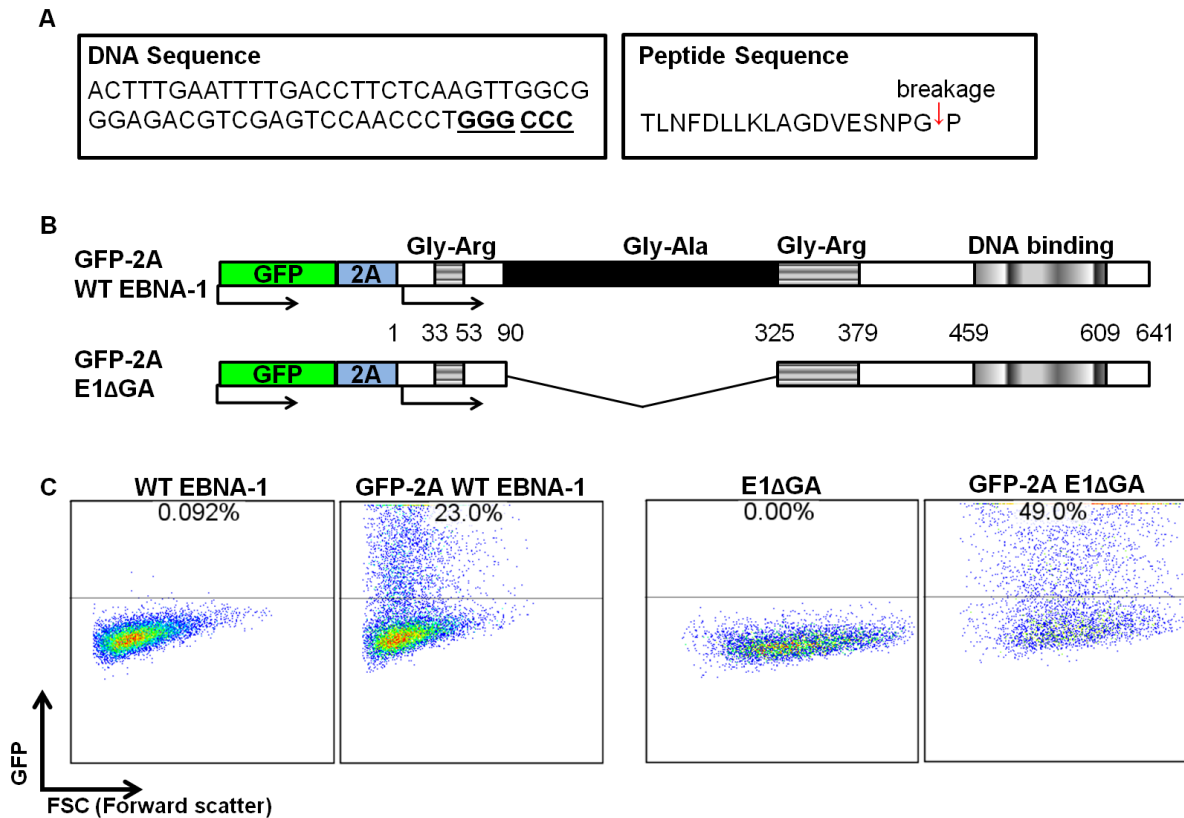 A
DNA Sequence
ACTTTGAATTTTGACCTTCTCAAGTTGGCG
GGAGACGTCGAGTCCAACCCTGGG CCC
Peptide Sequence
breakage
TLNFDLLKLAGDVESNPG↓P
B
GFP-2A
WT EBNA-1
Gly-Arg
Gly-Ala
Gly-Arg
DNA binding
GFP
2A
1
33
53
90
325
379
459
609
641
GFP-2A
E1ΔGA
GFP
2A
C
WT EBNA-1
0.092%
GFP-2A WT EBNA-1
23.0%
E1ΔGA
0.00%
GFP-2A E1ΔGA
49.0%
GFP
FSC (Forward scatter)